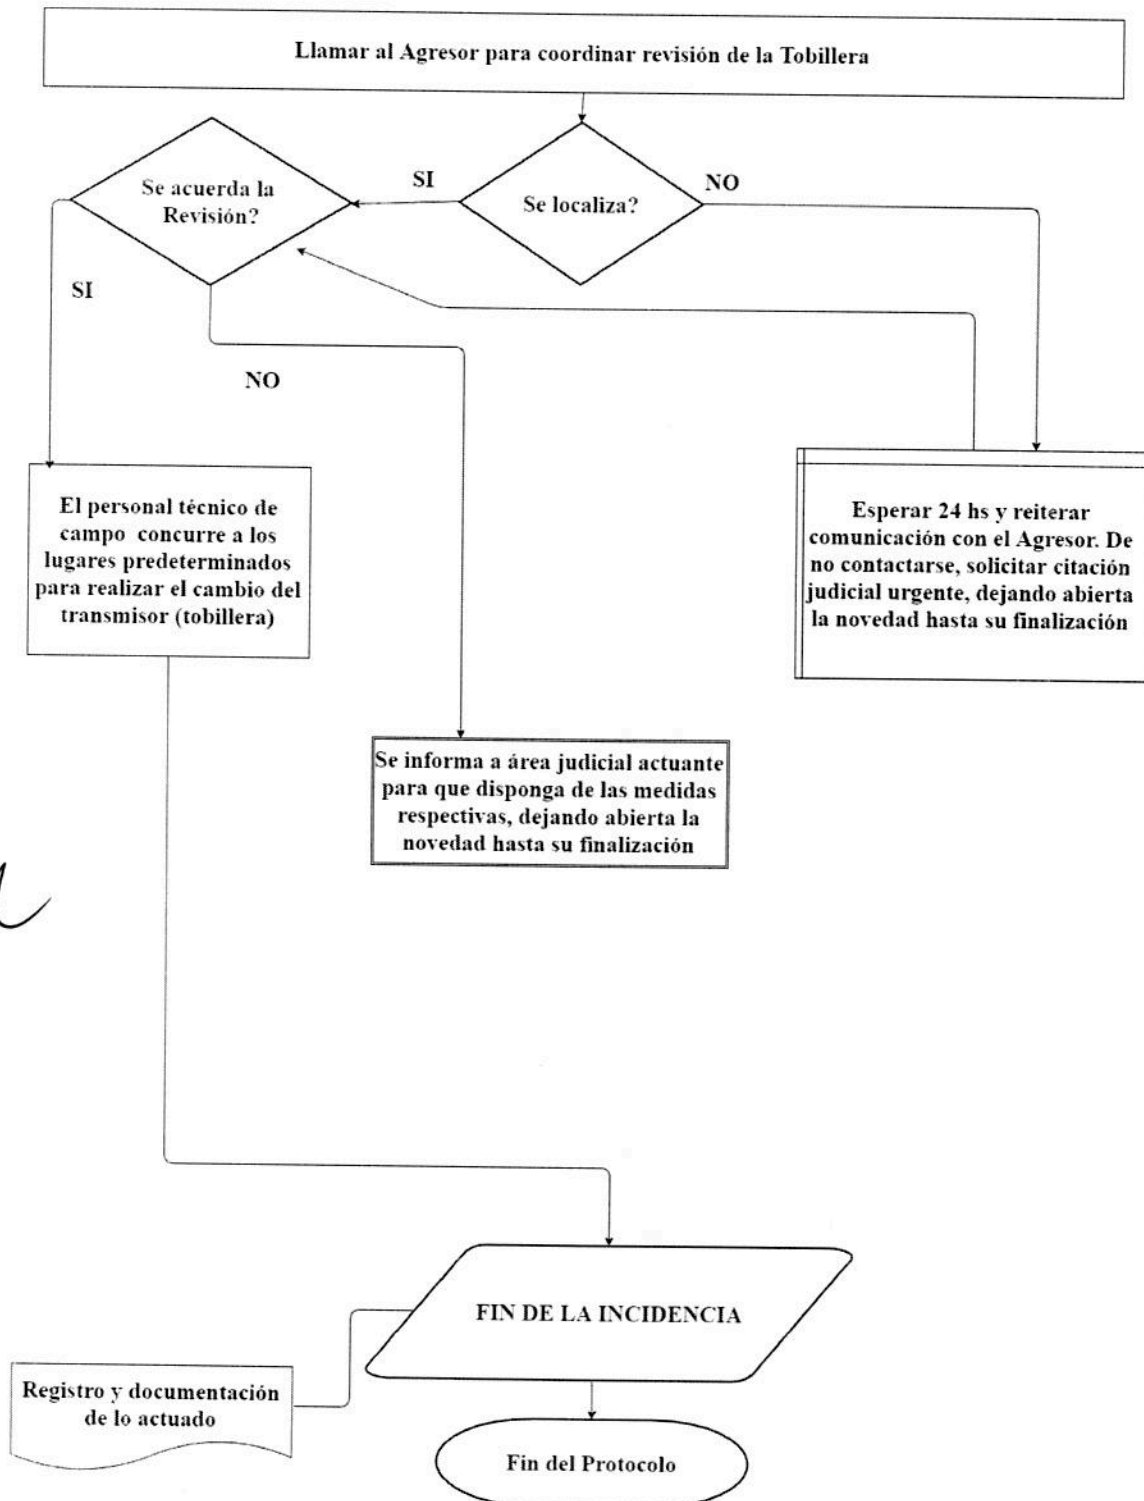 Llamar al Agresor para coordinar revisión de la Tobillera
Se acuerda la
Revisión?
SI
Se localiza?
NO
SI
NO
El personal técnico de
campo concurre a los
lugares predeterminados
para realizar el cambio del
transmisor (tobillera)
Esperar 24 hs y reiterar
comunicación con el Agresor. De
no contactarse, solicitar citación
judicial urgente, dejando abierta
la novedad hasta su finalización
Se informa a área judicial actuante
para que disponga de las medidas
respectivas, dejando abierta la
novedad hasta su finalización
FIN DE LA INCIDENCIA
Registro y documentación
de lo actuado
Fin del Protocolo